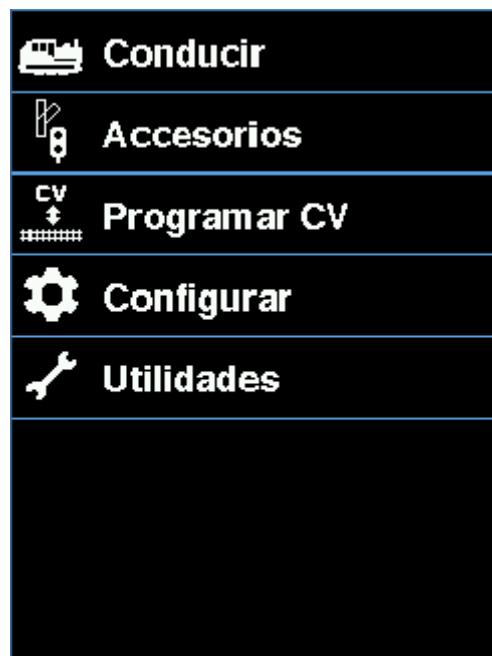 Conducir
Accesorios
CV
Programar CV
Configurar
Utilidades